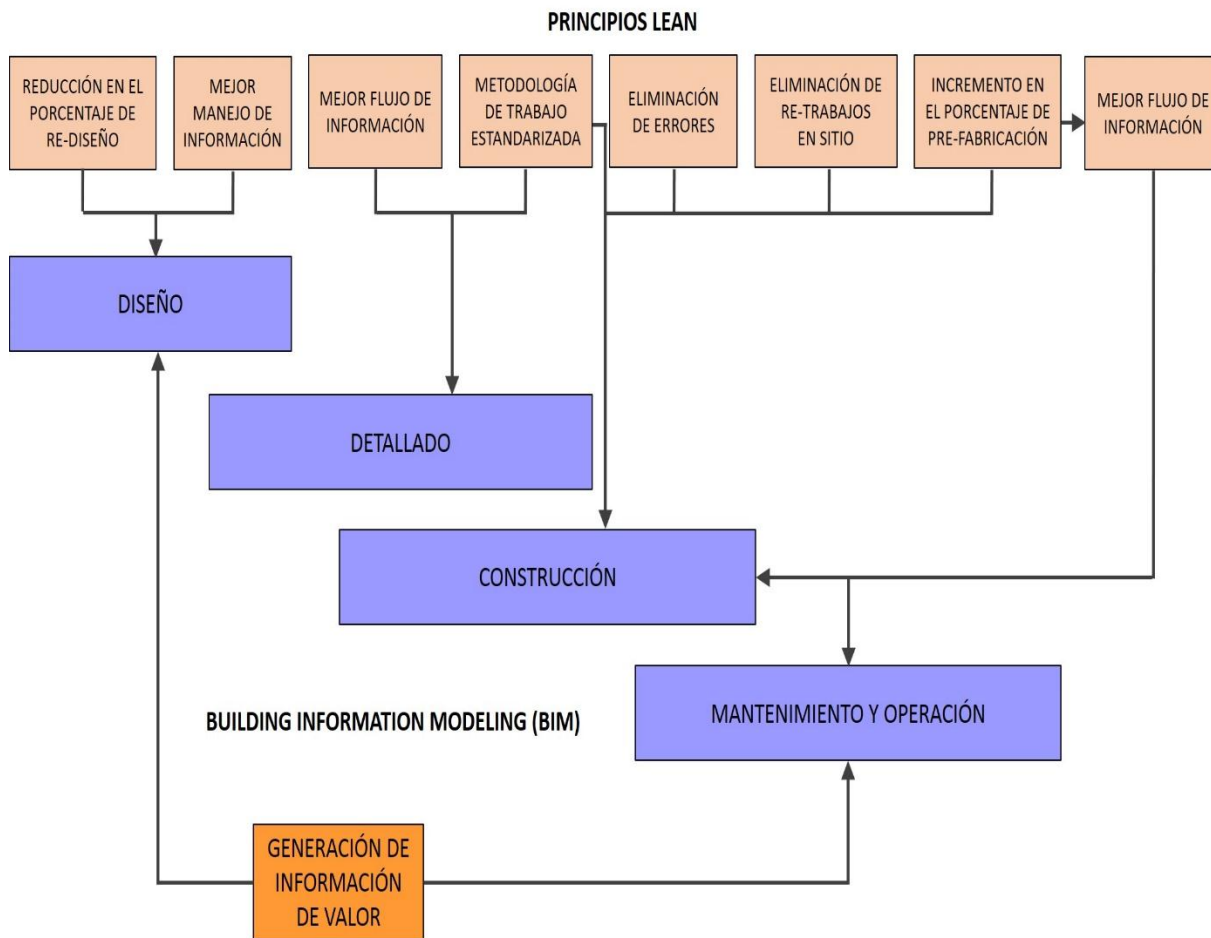 PRINCIPIOS LEAN
REDUCCIÓN EN EL
PORCENTAJE DE
RE-DISEÑO
MEJOR
MANEJO DE
INFORMACIÓN
MEJOR FLUJO DE
INFORMACIÓN
METODOLOGÍA
DE TRABAJO
ESTANDARIZADA
ELIMINACIÓN
DE ERRORES
ELIMINACIÓN DE
RE-TRABAJOS
EN SITIO
INCREMENTO EN
EL PORCENTAJE DE
PRE-FABRICACIÓN
MEJOR FLUJO DE
INFORMACIÓN
DISEÑO
DETALLADO
CONSTRUCCIÓN
MANTENIMIENTO Y OPERACIÓN
BUILDING INFORMATION MODELING (BIM)
GENERACIÓN DE
INFORMACIÓN
DE VALOR